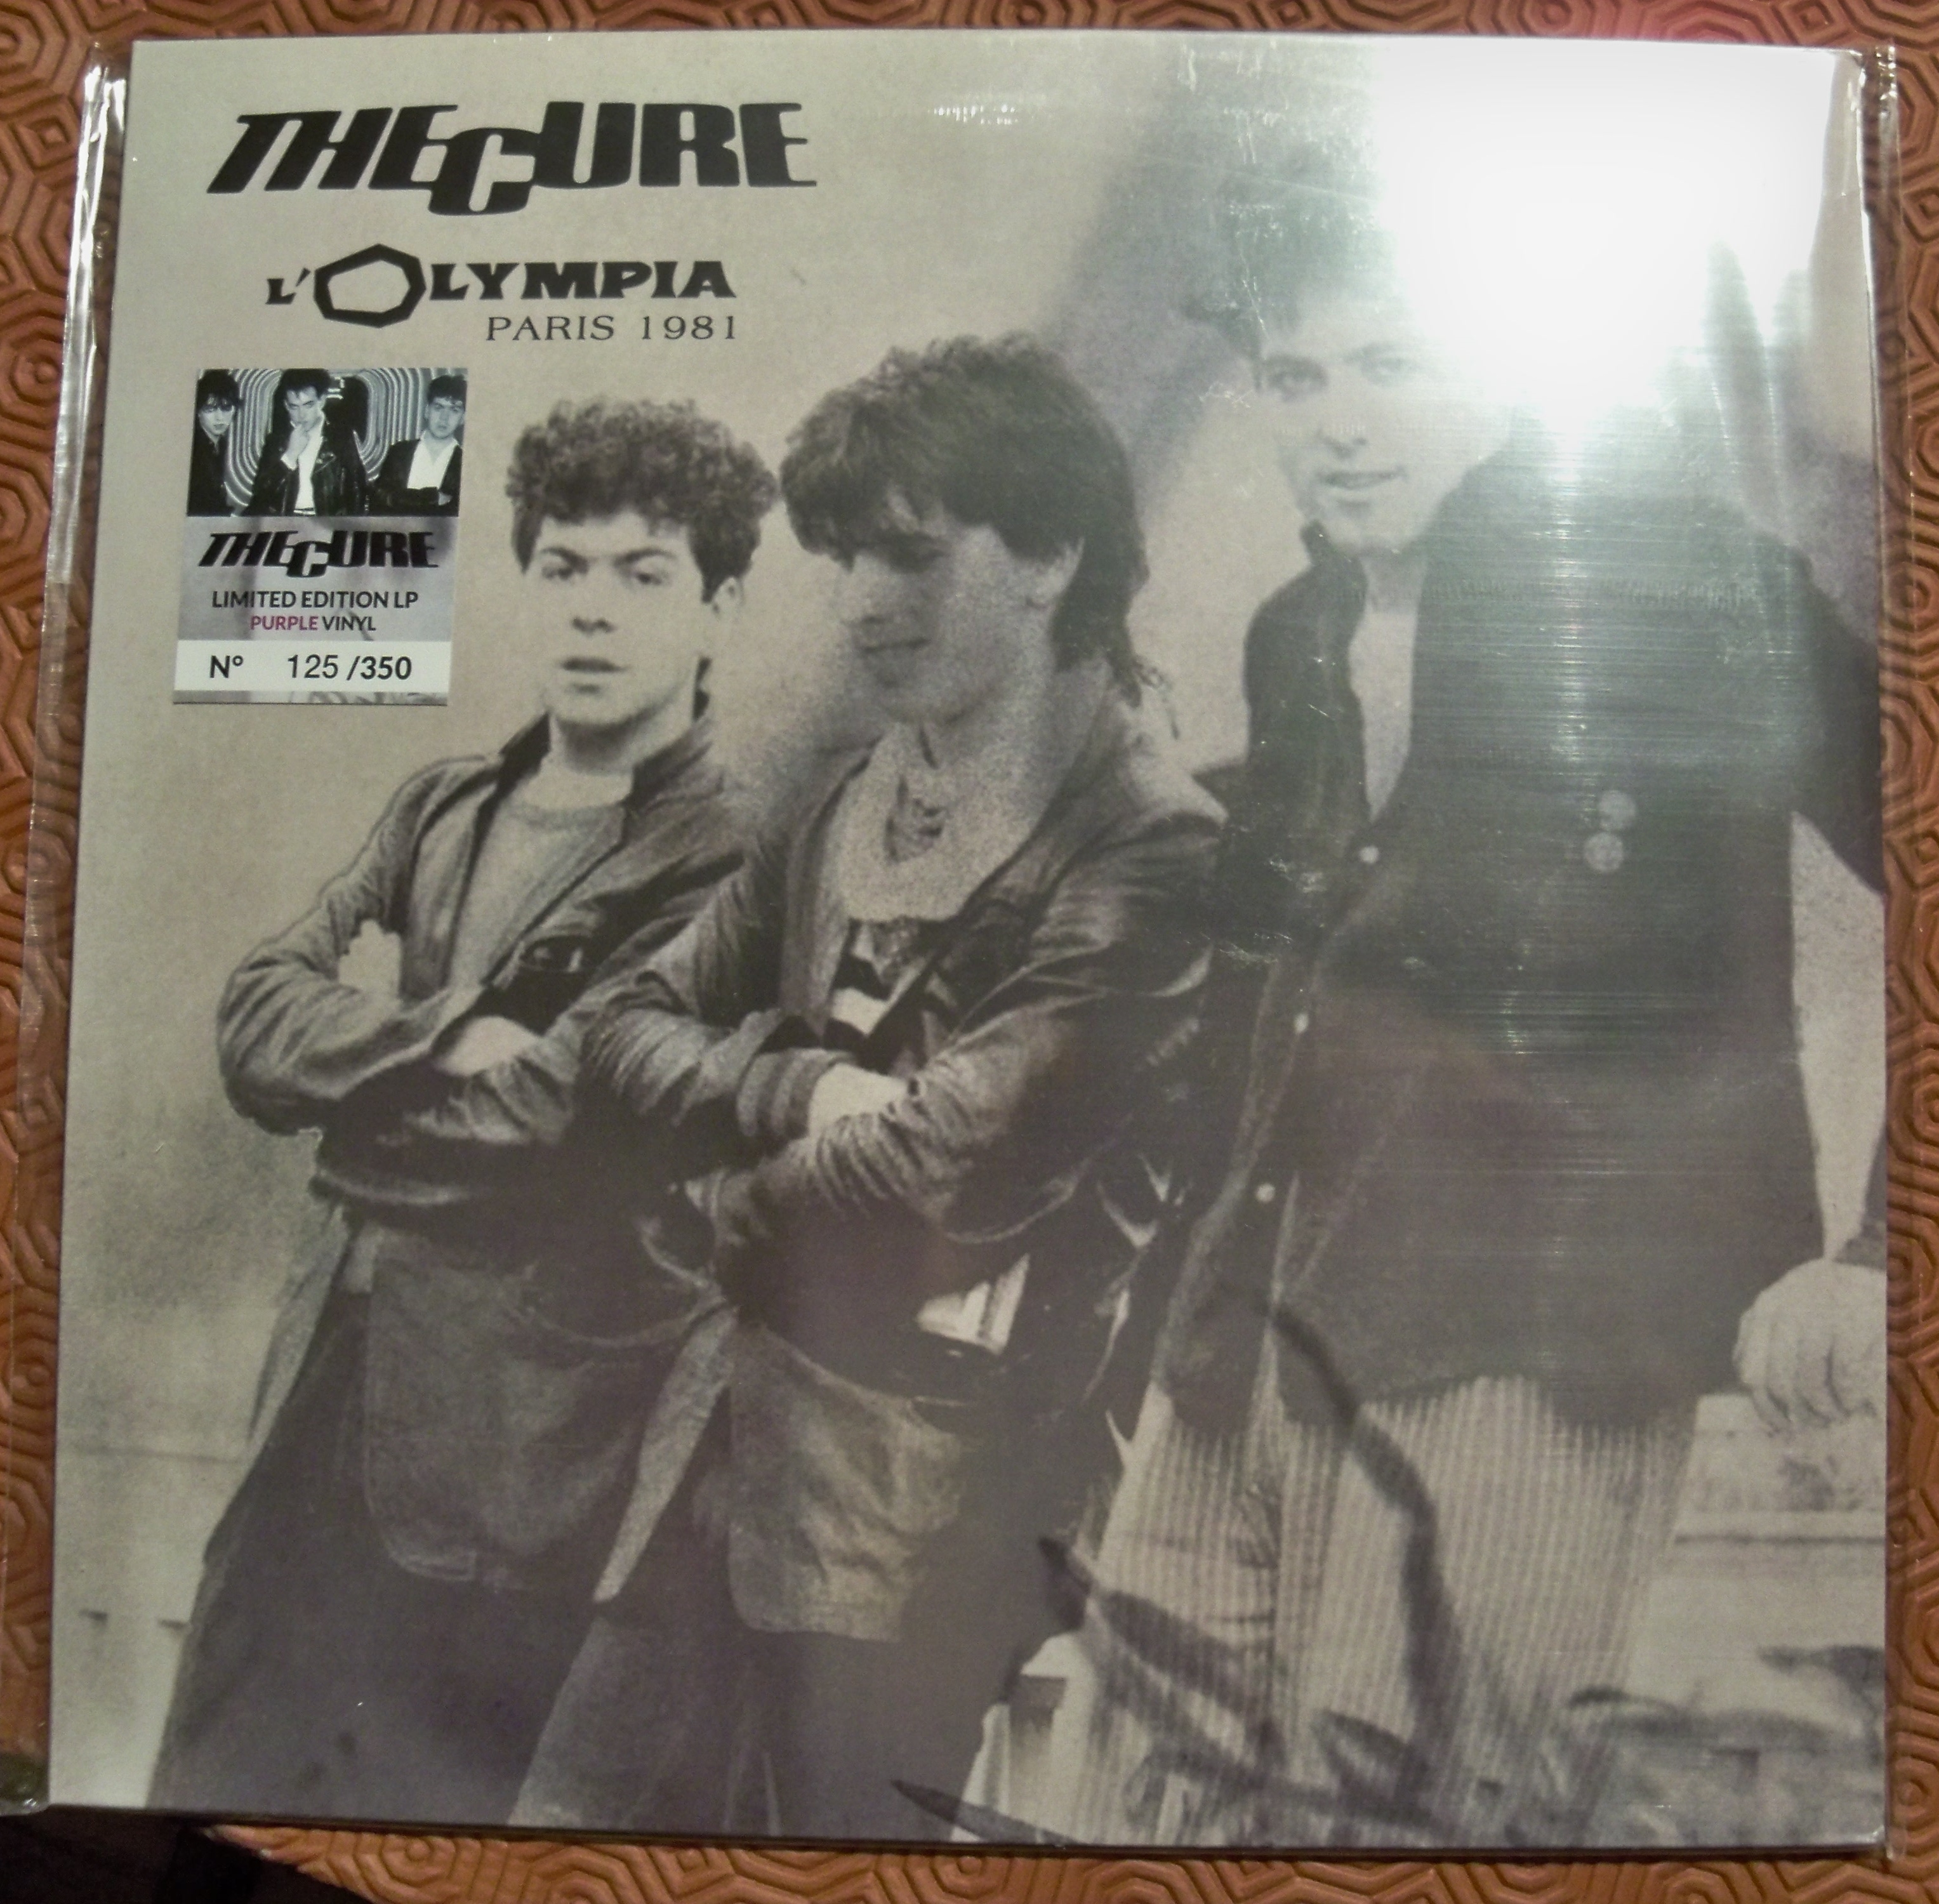 THE CURE
L'OLYMPIA
PARIS 1981
THE CURE
LIMITED EDITION LP
PURPLE VINYL
N° 125 /350